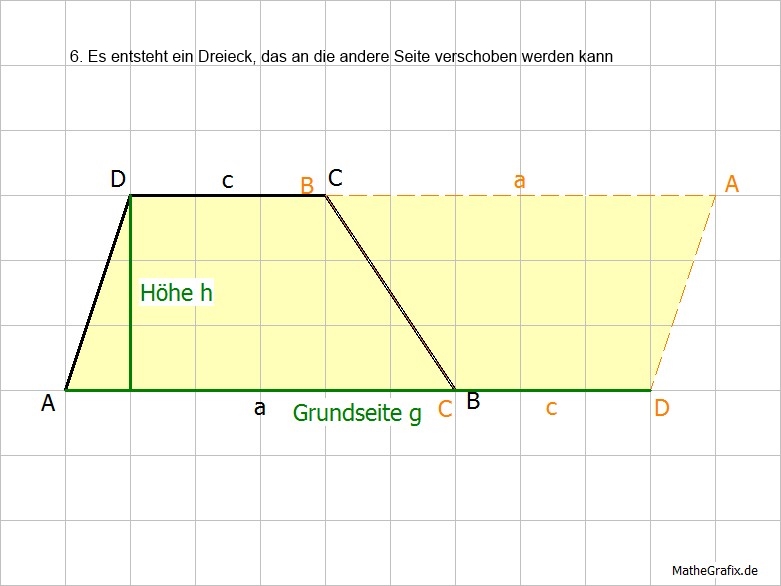 6. Es entsteht ein Dreieck, das an die andere Seite verschoben werden kann
D c B C a A
Höhe h
A a Grundseite g C B c D
MatheGrafix.de